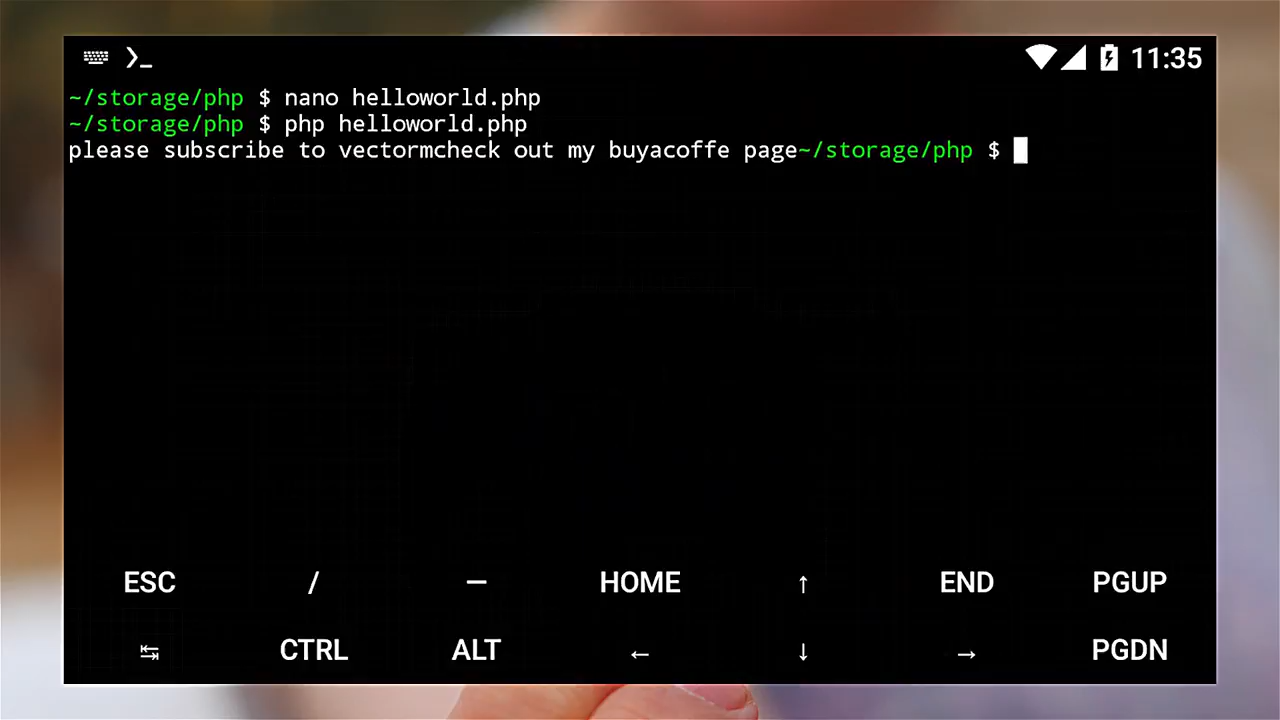 11:35
~/storage/php $ nano helloworld.php
~/storage/php $ php helloworld.php
please subscribe to vectormcheck out my buyacoffe page~/storage/php $
ESC / — HOME ↑ END PGUP
↹ CTRL ALT ← ↓ → PGDN